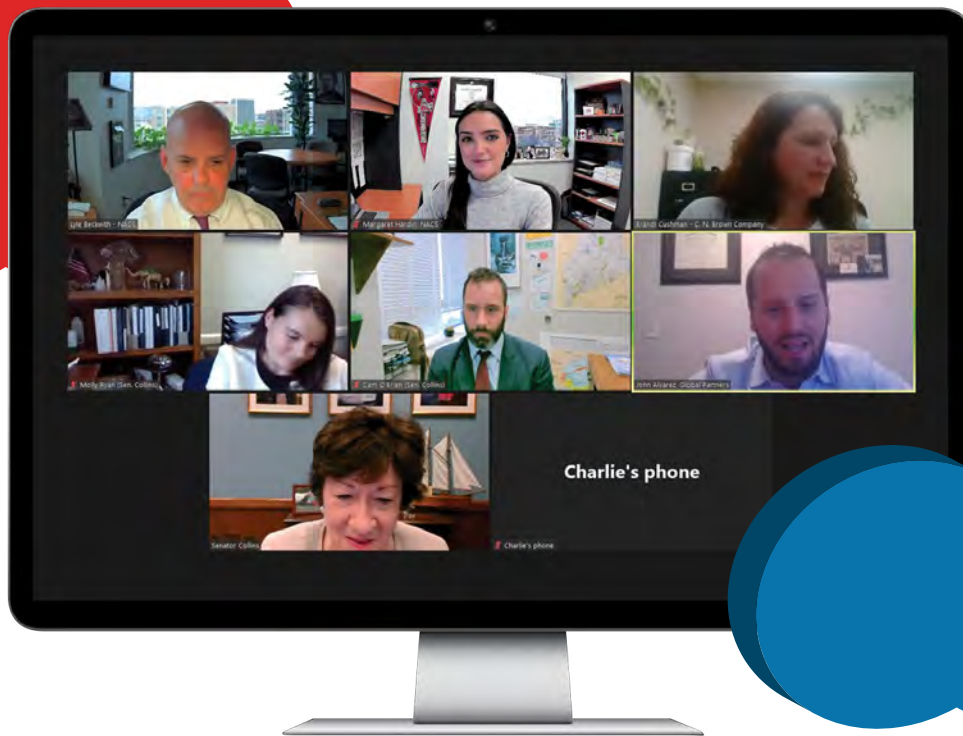 Lyle Beckwith - NACS
Margaret Hardin, NACS
Brandi Cushman - C. N. Brown Company
Molly Ryan (Sen. Collins)
Cam O'Brien (Sen. Collins)
John Alvarez, Global Partners
Senator Collins
Charlie's phone
Charlie's phone